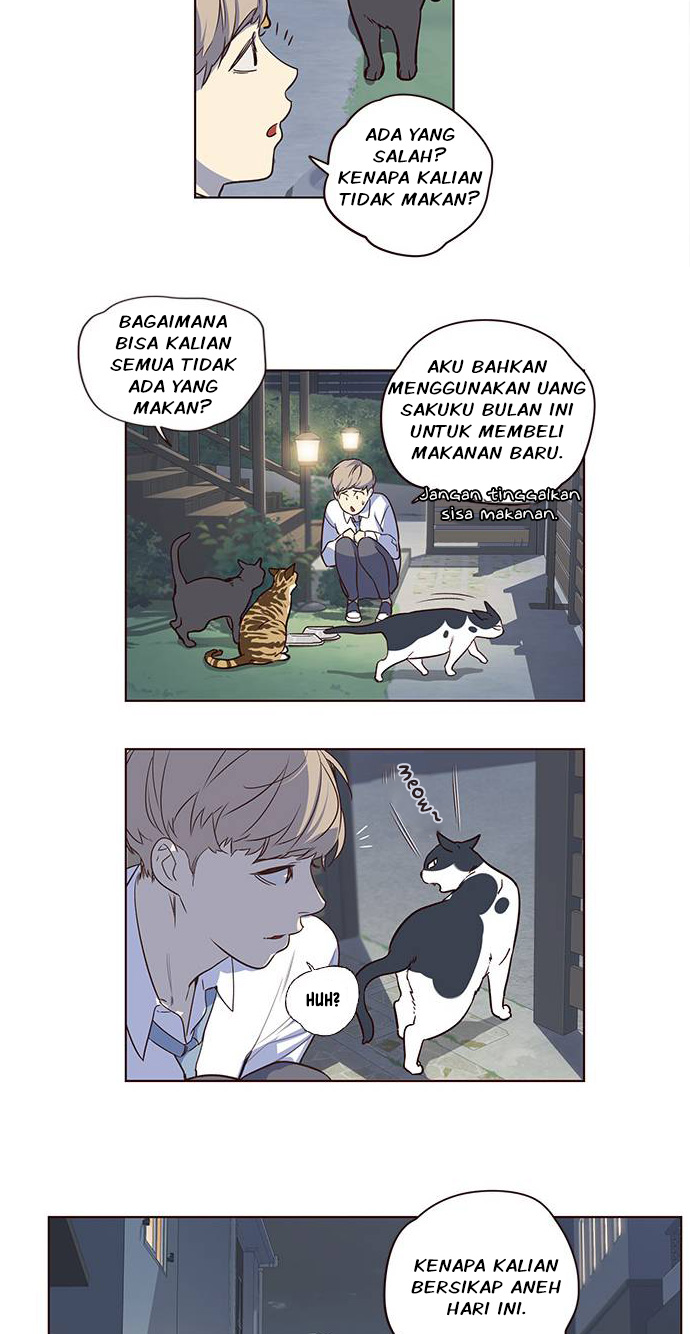 ADA YANG
SALAH?
KENAPA KALIAN
TIDAK MAKAN?
BAGAIMANA
BISA KALIAN
SEMUA TIDAK
ADA YANG
MAKAN?
AKU BAHKAN
MENGGUNAKAN UANG
SAKUKU BULAN INI
UNTUK MEMBELI
MAKANAN BARU.
Jangan tinggalkan
sisa makanan.
meow~
HUH?
KENAPA KALIAN
BERSIKAP ANEH
HARI INI.